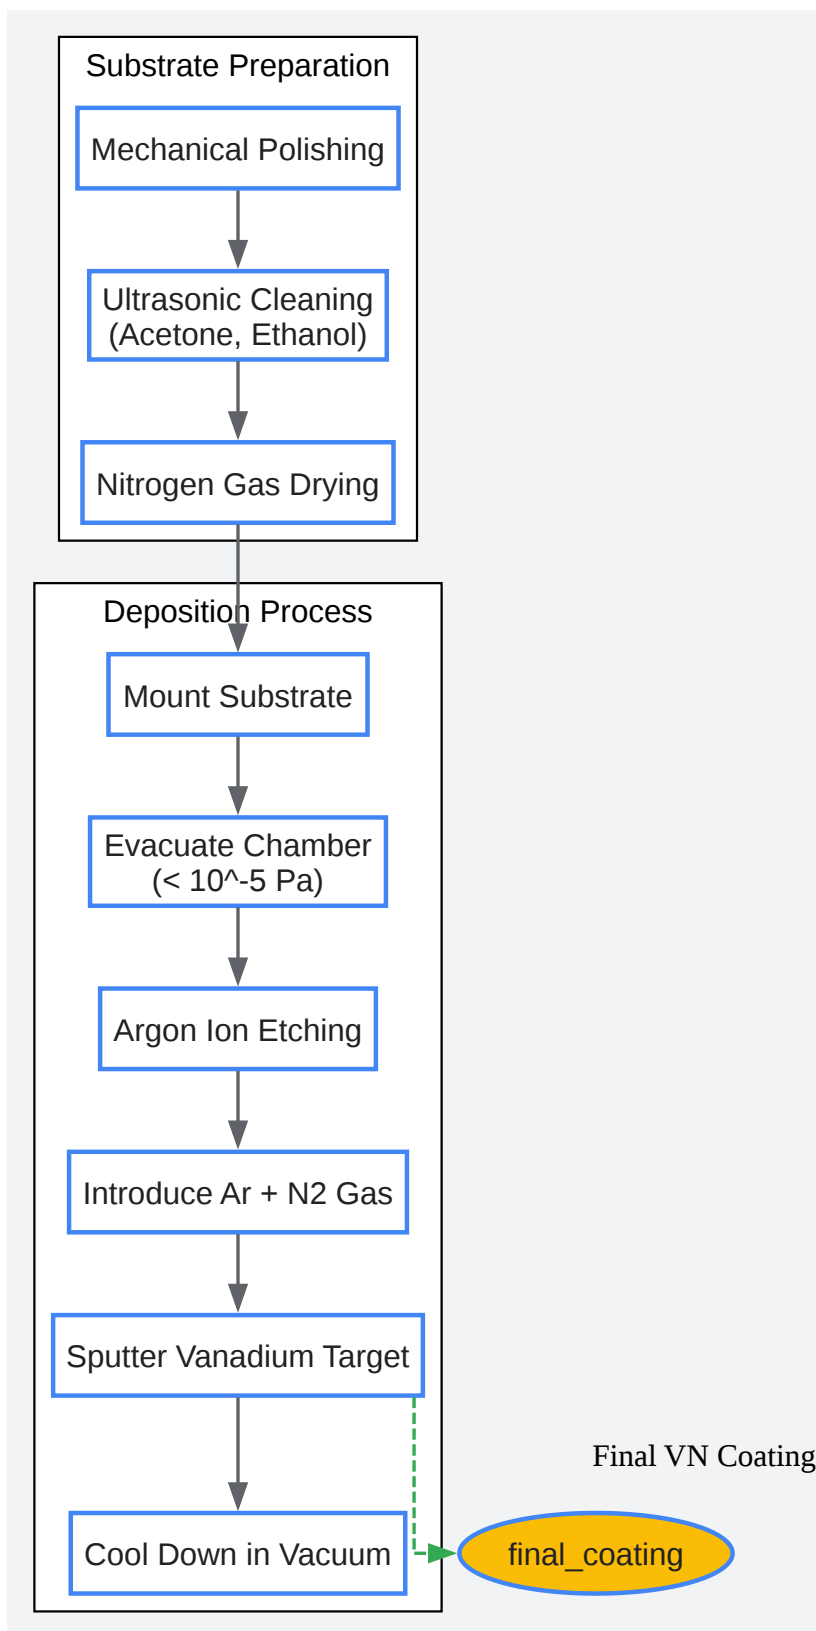 Substrate Preparation
Mechanical Polishing
Ultrasonic Cleaning
(Acetone, Ethanol)
Nitrogen Gas Drying
Deposition Process
Mount Substrate
Evacuate Chamber
(< 10^-5 Pa)
Argon Ion Etching
Introduce Ar + N2 Gas
Sputter Vanadium Target
Final VN Coating
Cool Down in Vacuum
final_coating